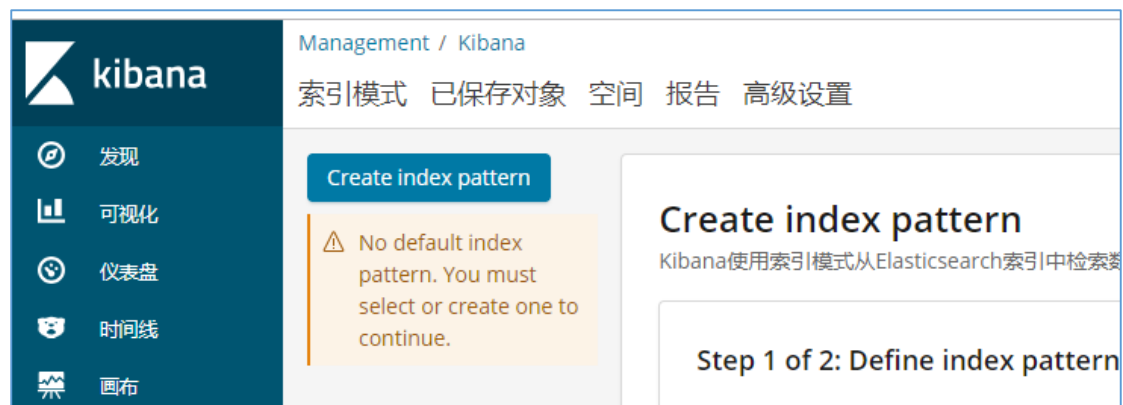 kibana
Management / Kibana
索引模式 已保存对象 空间 报告 高级设置
发现
可视化
仪表盘
时间线
画布
Create index pattern
No default index
pattern. You must
select or create one to
continue.
Create index pattern
Kibana使用索引模式从Elasticsearch索引中检索数
Step 1 of 2: Define index pattern